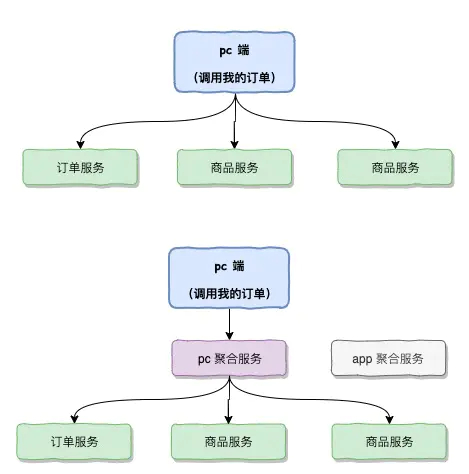 pc 端
（调用我的订单）
订单服务
商品服务
商品服务
pc 端
（调用我的订单）
pc 聚合服务
app 聚合服务
订单服务
商品服务
商品服务